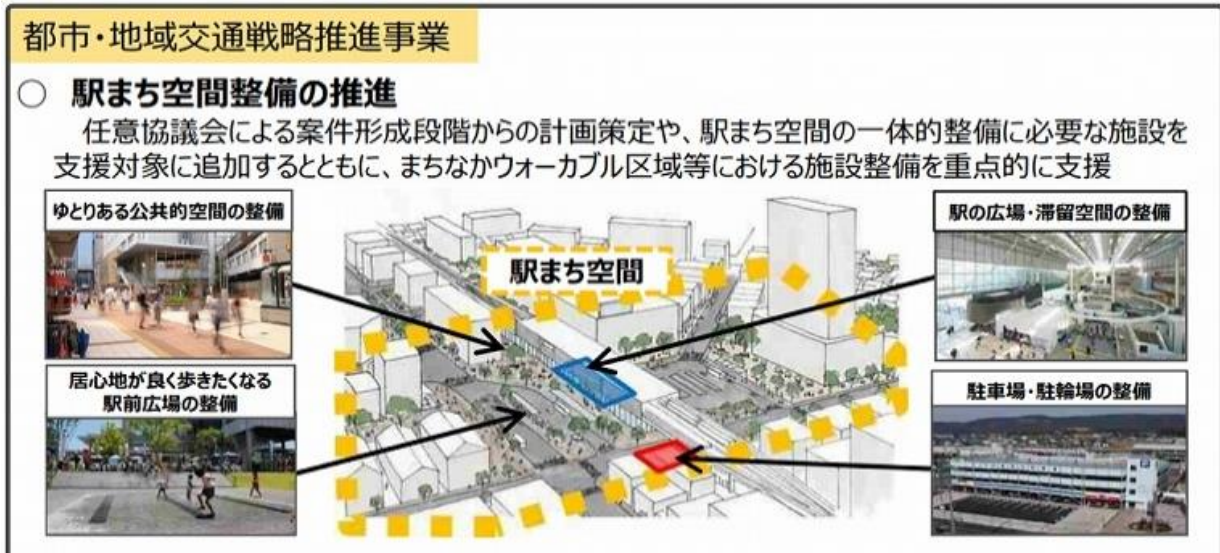 都市・地域交通戦略推進事業
○ 駅まち空間整備の推進
任意協議会による案件形成段階からの計画策定や、駅まち空間の一体的整備に必要な施設を
支援対象に追加するとともに、まちなかウォーカブル区域等における施設整備を重点的に支援
ゆとりある公共的空間の整備
駅まち空間
駅の広場・滞留空間の整備
居心地が良く歩きたくなる
駅前広場の整備
駐車場・駐輪場の整備